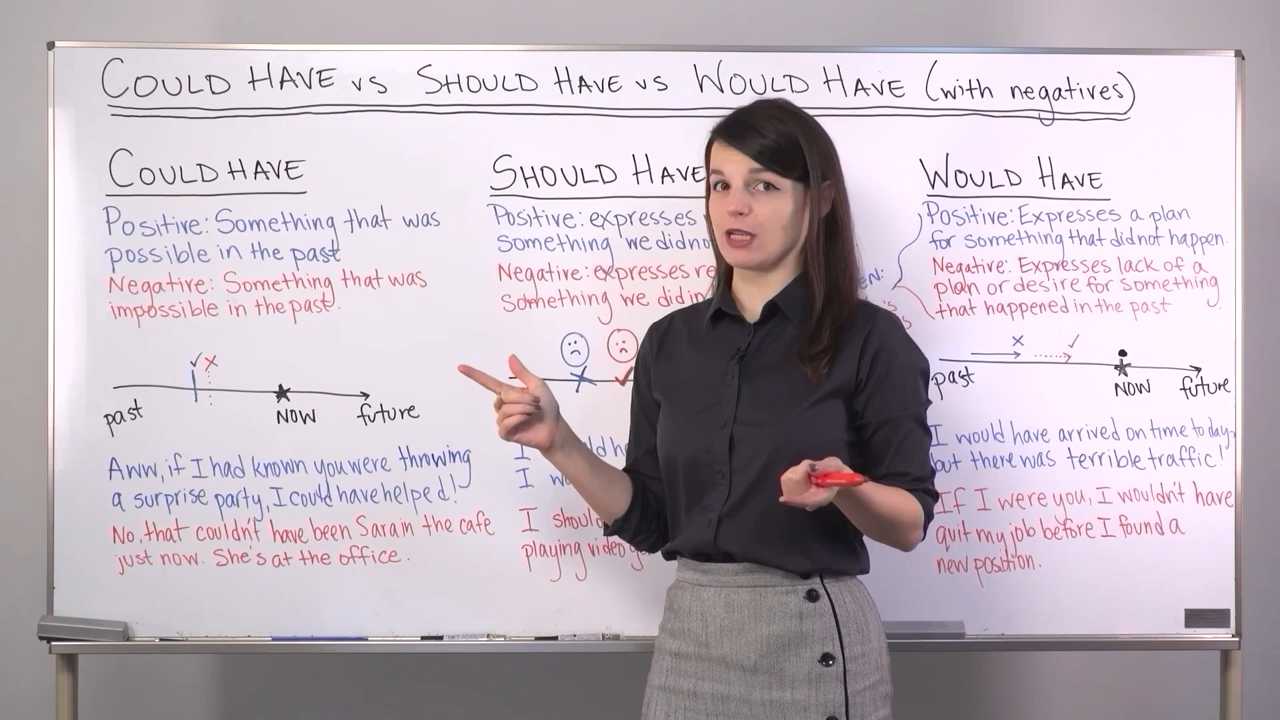 COULD HAVE vs SHOULD HAVE vs WOULD HAVE (with negatives)
COULD HAVE
Positive: Something that was
possible in the past
Negative: Something that was
impossible in the past.
past
NOW
future
Aww, if I had known you were throwing
a surprise party, I could have helped!
No, that couldn't have been Sara in the cafe
just now. She's at the office.
SHOULD HAVE
Positive: expresses
something we did
Negative: expresses
something we
I
I
I should
playing video
WOULD HAVE
Positive: Expresses a plan
for something that did not happen.
Negative: Expresses lack of a
plan or desire for something
that happened in the past
past
NOW
future
I would have arrived on time today,
but there was terrible traffic!
If I were you, I wouldn't have
quit my job before I found a
new position.